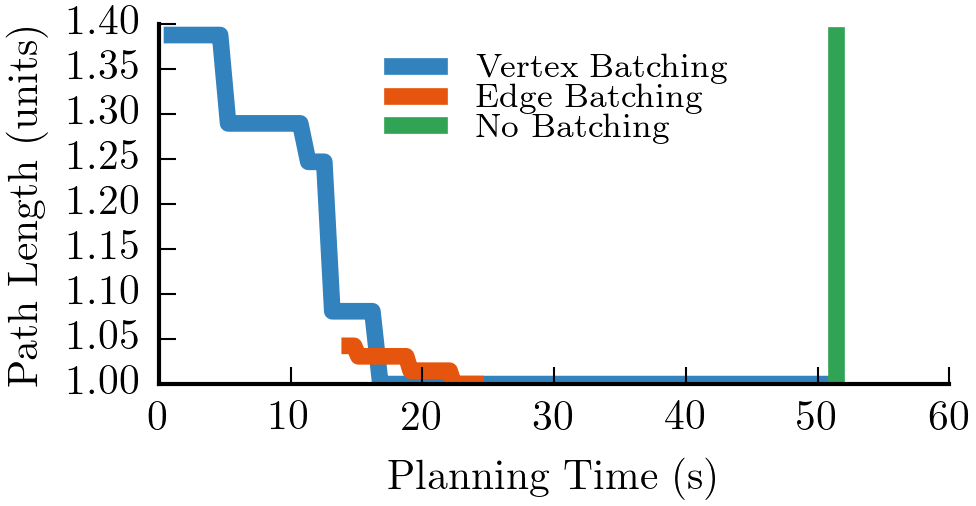 1.40
1.35
1.30
1.25
1.20
1.15
1.10
1.05
1.00
Path Length (units)
Vertex Batching
Edge Batching
No Batching
0 10 20 30 40 50 60
Planning Time (s)